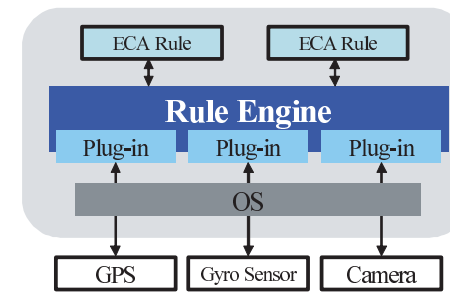 ECA Rule ECA Rule
Rule Engine
Plug-in Plug-in Plug-in
OS
GPS Gyro Sensor Camera